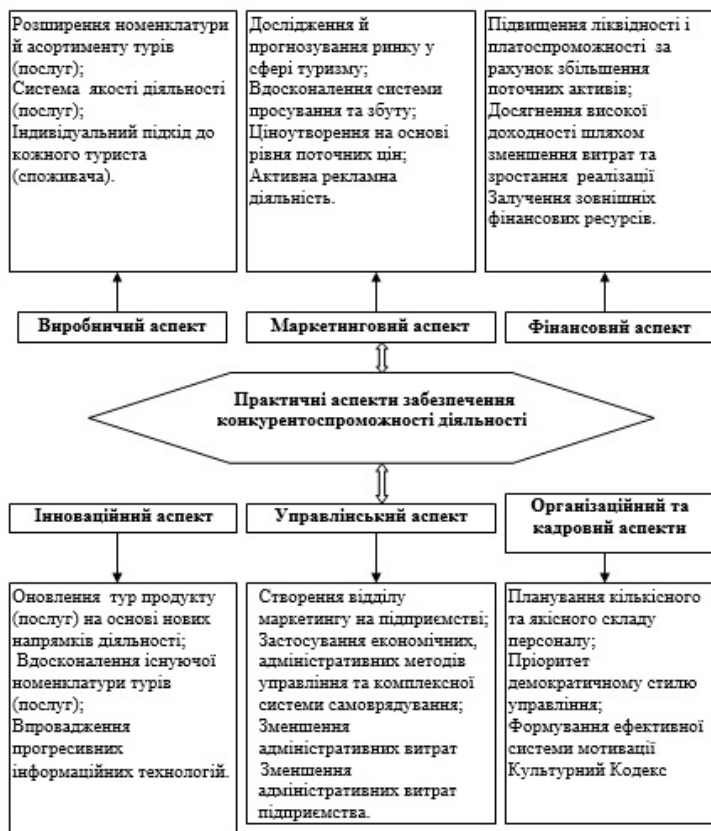 Розширення номенклатури
й асортименту турів
(послуг);
Система якості діяльності
(послуг);
Індивідуальний підхід до
кожного туриста
(споживача).
Дослідження й
прогнозування ринку у
сфері туризму;
Вдосконалення системи
просування та збуту;
Ціноутворення на основі
рівня поточних цін;
Активна рекламна
діяльність.
Підвищення ліквідності і
платоспроможності за
рахунок збільшення
поточних активів;
Досягнення високої
доходності шляхом
зменшення витрат та
зростання реалізації
Залучення зовнішніх
фінансових ресурсів.
Виробничий аспект
Маркетинговий аспект
Фінансовий аспект
Практичні аспекти забезпечення
конкурентоспроможності діяльності
Інноваційний аспект
Управлінський аспект
Організаційний та
кадровий аспекти
Оновлення тур продукту
(послуг) на основі нових
напрямків діяльності;
Вдосконалення існуючої
номенклатури турів
(послуг);
Впровадження
прогресивних
інформаційних технологій.
Створення відділу
маркетингу на підприємстві;
Застосування економічних,
адміністративних методів
управління та комплексної
системи самоврядування;
Зменшення
адміністративних витрат
Зменшення
адміністративних витрат
підприємства.
Планування кількісного
та якісного складу
персоналу;
Пріоритет
демократичному стилю
управління;
Формування ефективної
системи мотивації
Культурний Кодекс